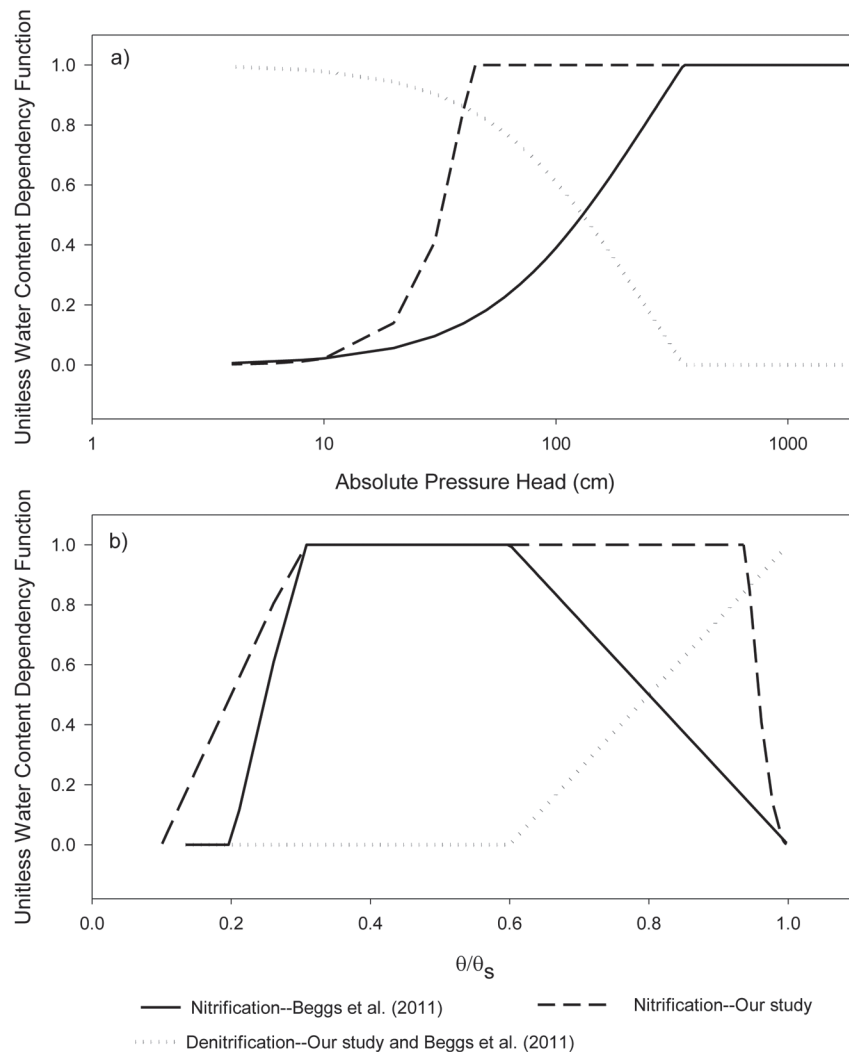 a)
Unitless Water Content Dependency Function
1.0
0.8
0.6
0.4
0.2
0.0
1 10 100 1000
Absolute Pressure Head (cm)
b)
Unitless Water Content Dependency Function
1.0
0.8
0.6
0.4
0.2
0.0
0.0 0.2 0.4 0.6 0.8 1.0
θ/θs
Nitrification--Beggs et al. (2011) Nitrification--Our study
Denitrification--Our study and Beggs et al. (2011)